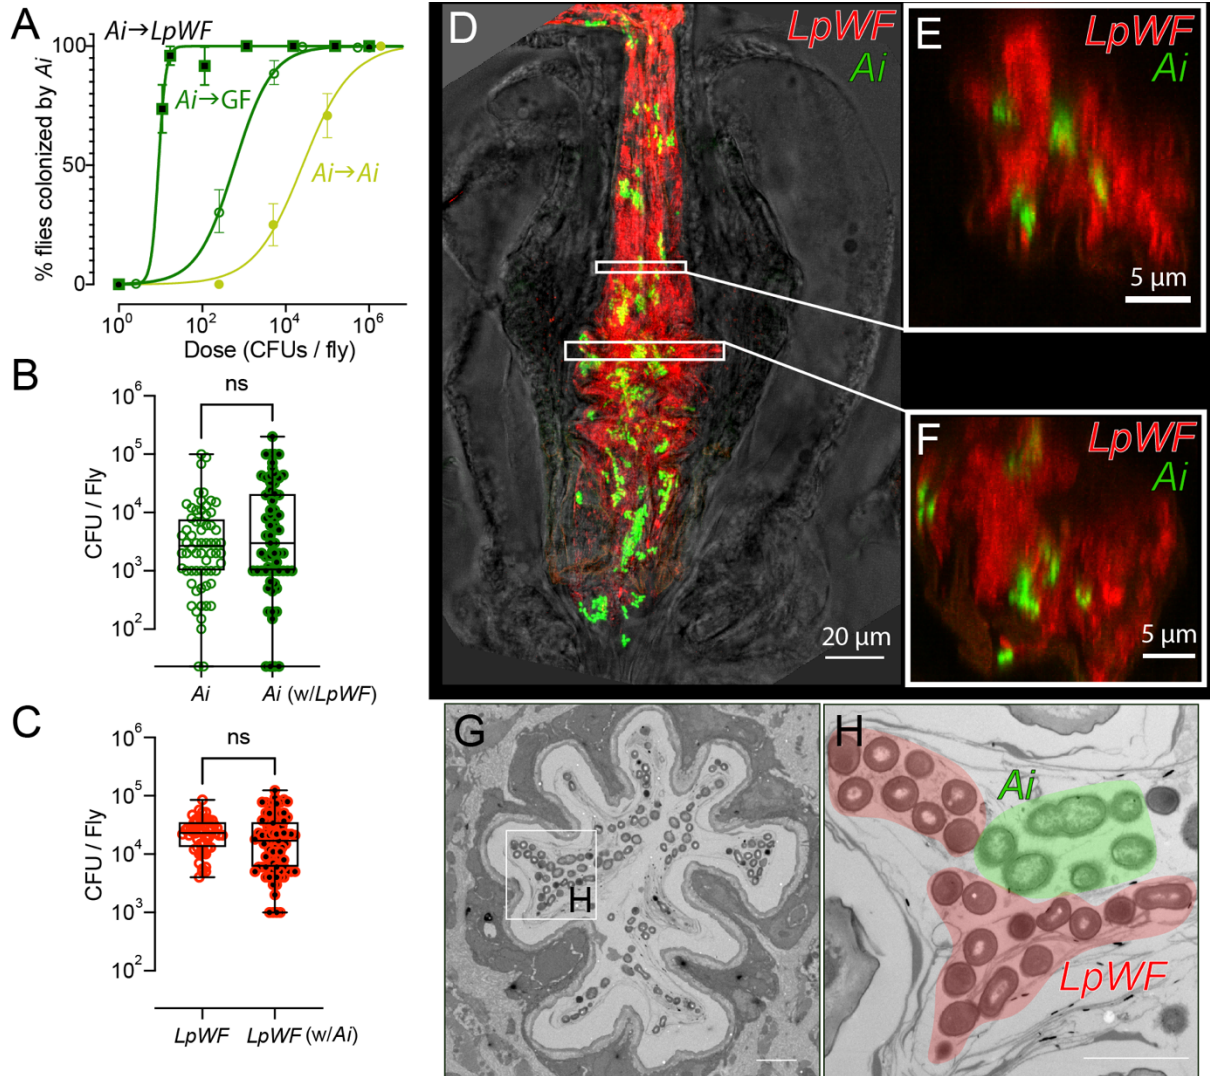 A
Ai→LpWF
100
50
0
% flies colonized by Ai
Ai→GF
Ai→Ai
10⁰ 10² 10⁴ 10⁶
Dose (CFUs / fly)
B
ns
10⁶
10⁵
10⁴
10³
10²
CFU / Fly
Ai Ai (w/LpWF)
C
ns
10⁶
10⁵
10⁴
10³
10²
CFU / Fly
LpWF LpWF (w/Ai)
D
LpWF
Ai
20 µm
E
LpWF
Ai
5 µm
F
LpWF
Ai
5 µm
G
H
H
Ai
LpWF